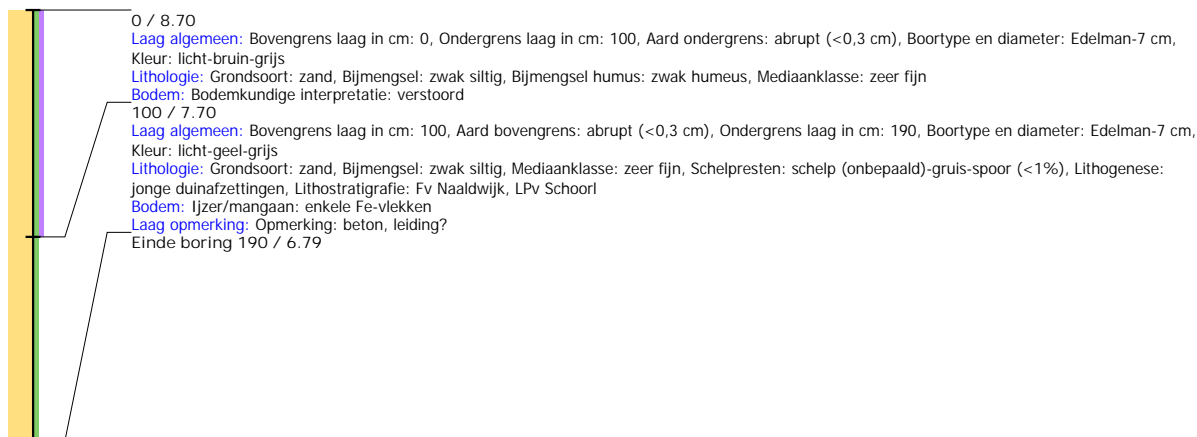 0 / 8.70
Laag algemeen: Bovengrens laag in cm: 0, Ondergrens laag in cm: 100, Aard ondergrens: abrupt (<0,3 cm), Boortype en diameter: Edelman-7 cm,
Kleur: licht-bruin-grijs
Lithologie: Grondsoort: zand, Bijmengsel: zwak siltig, Bijmengsel humus: zwak humeus, Mediaanklasse: zeer fijn
Bodem: Bodemkundige interpretatie: verstoord
100 / 7.70
Laag algemeen: Bovengrens laag in cm: 100, Aard bovengrens: abrupt (<0,3 cm), Ondergrens laag in cm: 190, Boortype en diameter: Edelman-7 cm,
Kleur: licht-geel-grijs
Lithologie: Grondsoort: zand, Bijmengsel: zwak siltig, Mediaanklasse: zeer fijn, Schelpresten: schelp (onbepaald)-gruis-spoor (<1%), Lithogenese:
jonge duinafzettingen, Lithostratigrafie: Fv Naaldwijk, LPv Schoorl
Bodem: Ijzer/mangaan: enkele Fe-vlekken
Laag opmerking: Opmerking: beton, leiding?
Einde boring 190 / 6.79